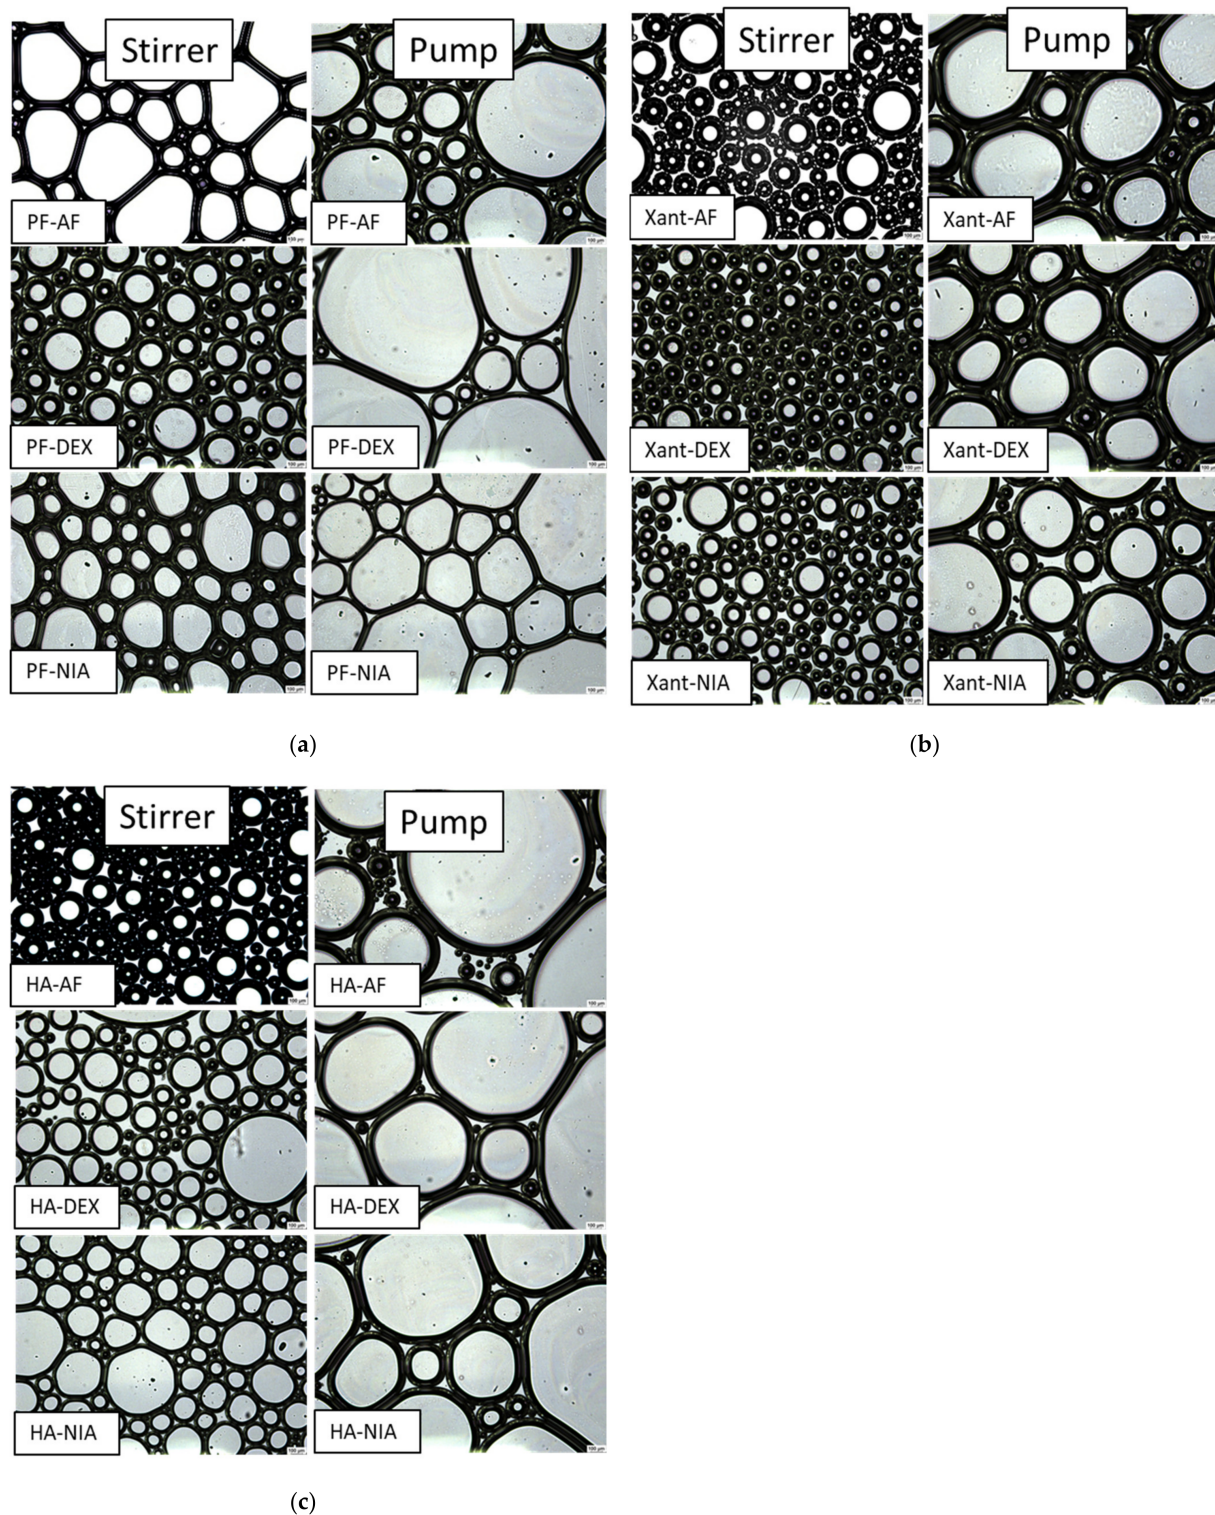 Stirrer
Pump
PF-AF
PF-AF
PF-DEX
PF-DEX
PF-NIA
PF-NIA
(a)
Stirrer
Pump
Xant-AF
Xant-AF
Xant-DEX
Xant-DEX
Xant-NIA
Xant-NIA
(b)
Stirrer
Pump
HA-AF
HA-AF
HA-DEX
HA-DEX
HA-NIA
HA-NIA
(c)